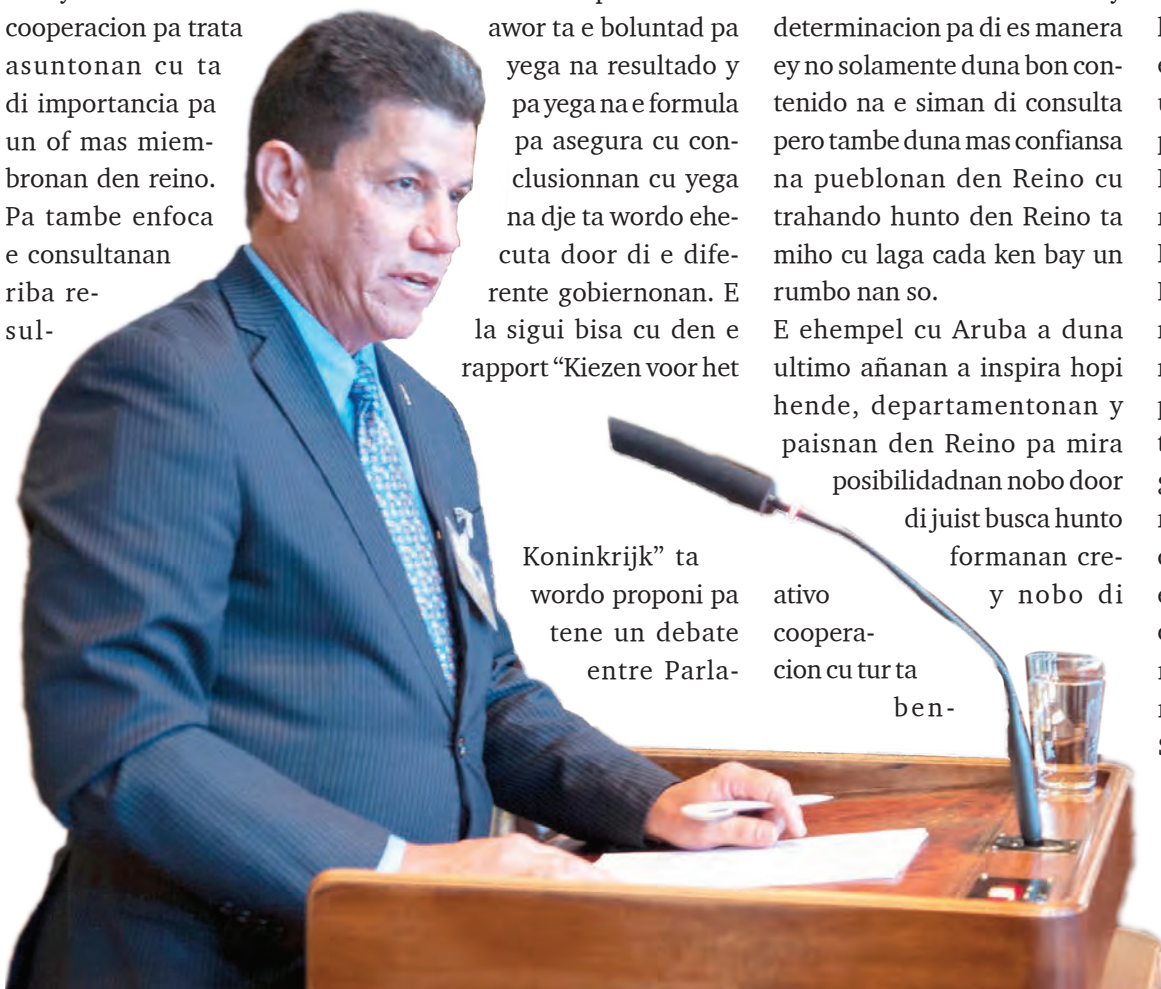 cooperacion pa trata
asuntonan cu ta
di importancia pa
un of mas miem-
bronan den reino.
Pa tambe enfoca
e consultanan
riba re-
sul-
awor ta e boluntad pa
yega na resultado y
pa yega na e formula
pa asegura cu con-
clusionnan cu yega
na dje ta wordo ehe-
cuta door di e dife-
rente gobiernonan. E
la sigui bisa cu den e
rapport “Kiezen voor het
Koninkrijk” ta
wordo proponi pa
tene un debate
entre Parla-
determinacion pa di es manera
ey no solamente duna bon con-
tenido na e siman di consulta
pero tambe duna mas confiansa
na pueblonan den Reino cu
trahando hunto den Reino ta
miho cu laga cada ken bay un
rumbo nan so.
E ehempel cu Aruba a duna
ultimo añanan a inspira hopi
hende, departamentonan y
paisnan den Reino pa mira
posibilidadnan nobo door
di juist busca hunto
formanan cre-
ativo y nobo di
coopera-
cion cu tur ta
ben-